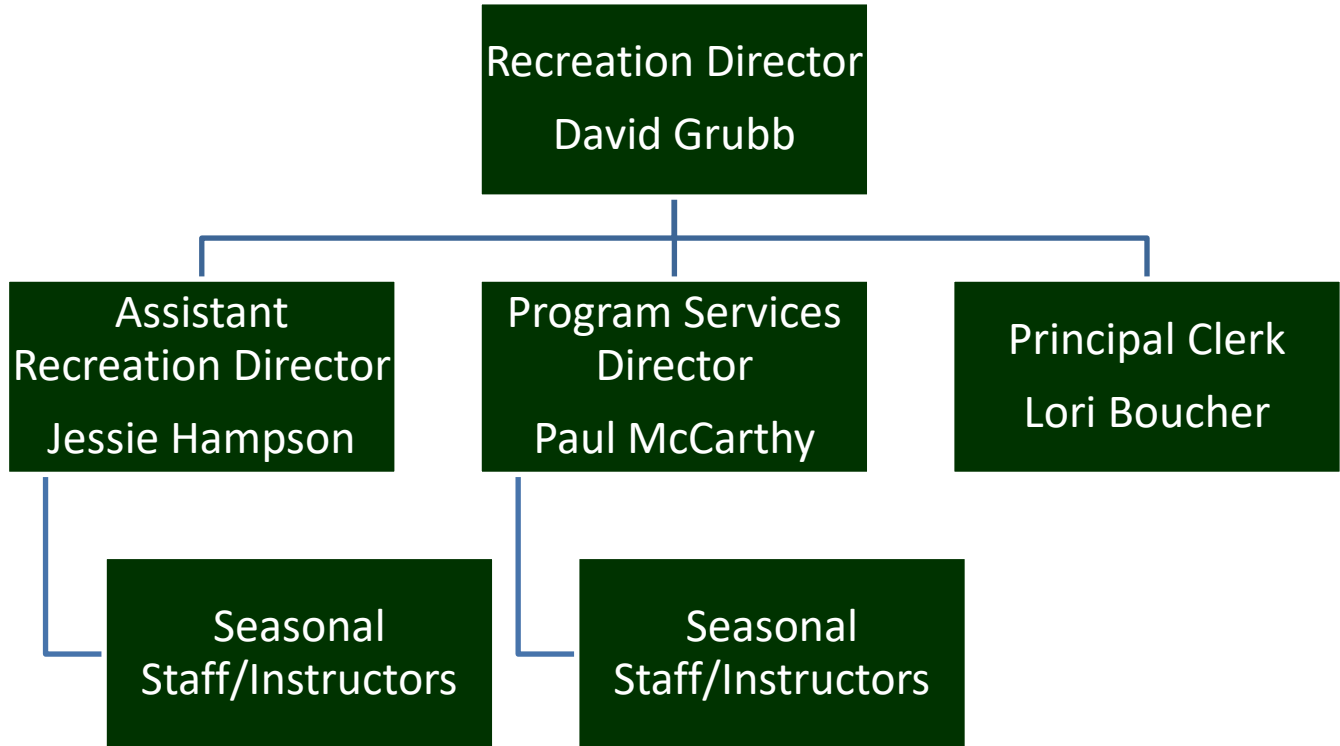 Recreation Director
David Grubb
Assistant
Recreation Director
Jessie Hampson
Program Services
Director
Paul McCarthy
Principal Clerk
Lori Boucher
Seasonal
Staff/Instructors
Seasonal
Staff/Instructors